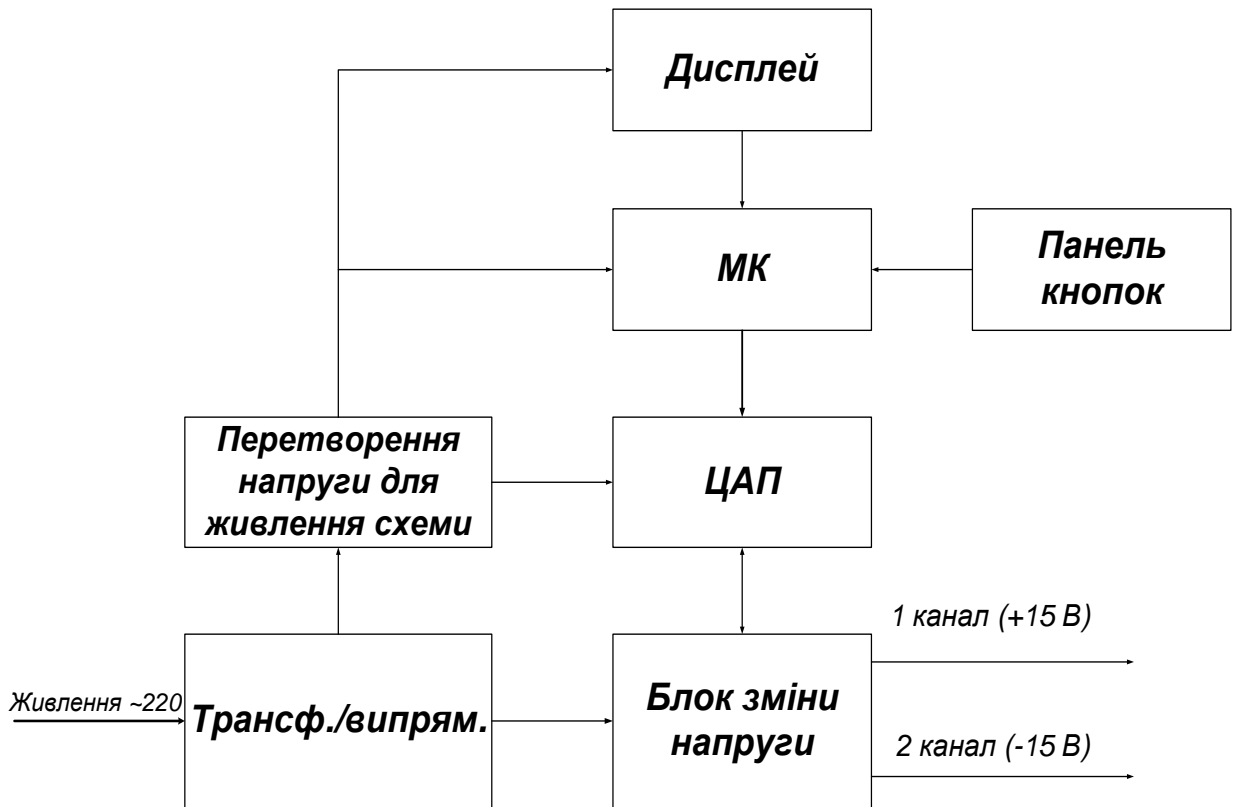 Дисплей
МК
Панель
кнопок
Перетворення
напруги для
живлення схеми
ЦАП
1 канал (+15 В)
Живлення ~220
Трансф./випрям.
Блок зміни
напруги
2 канал (-15 В)